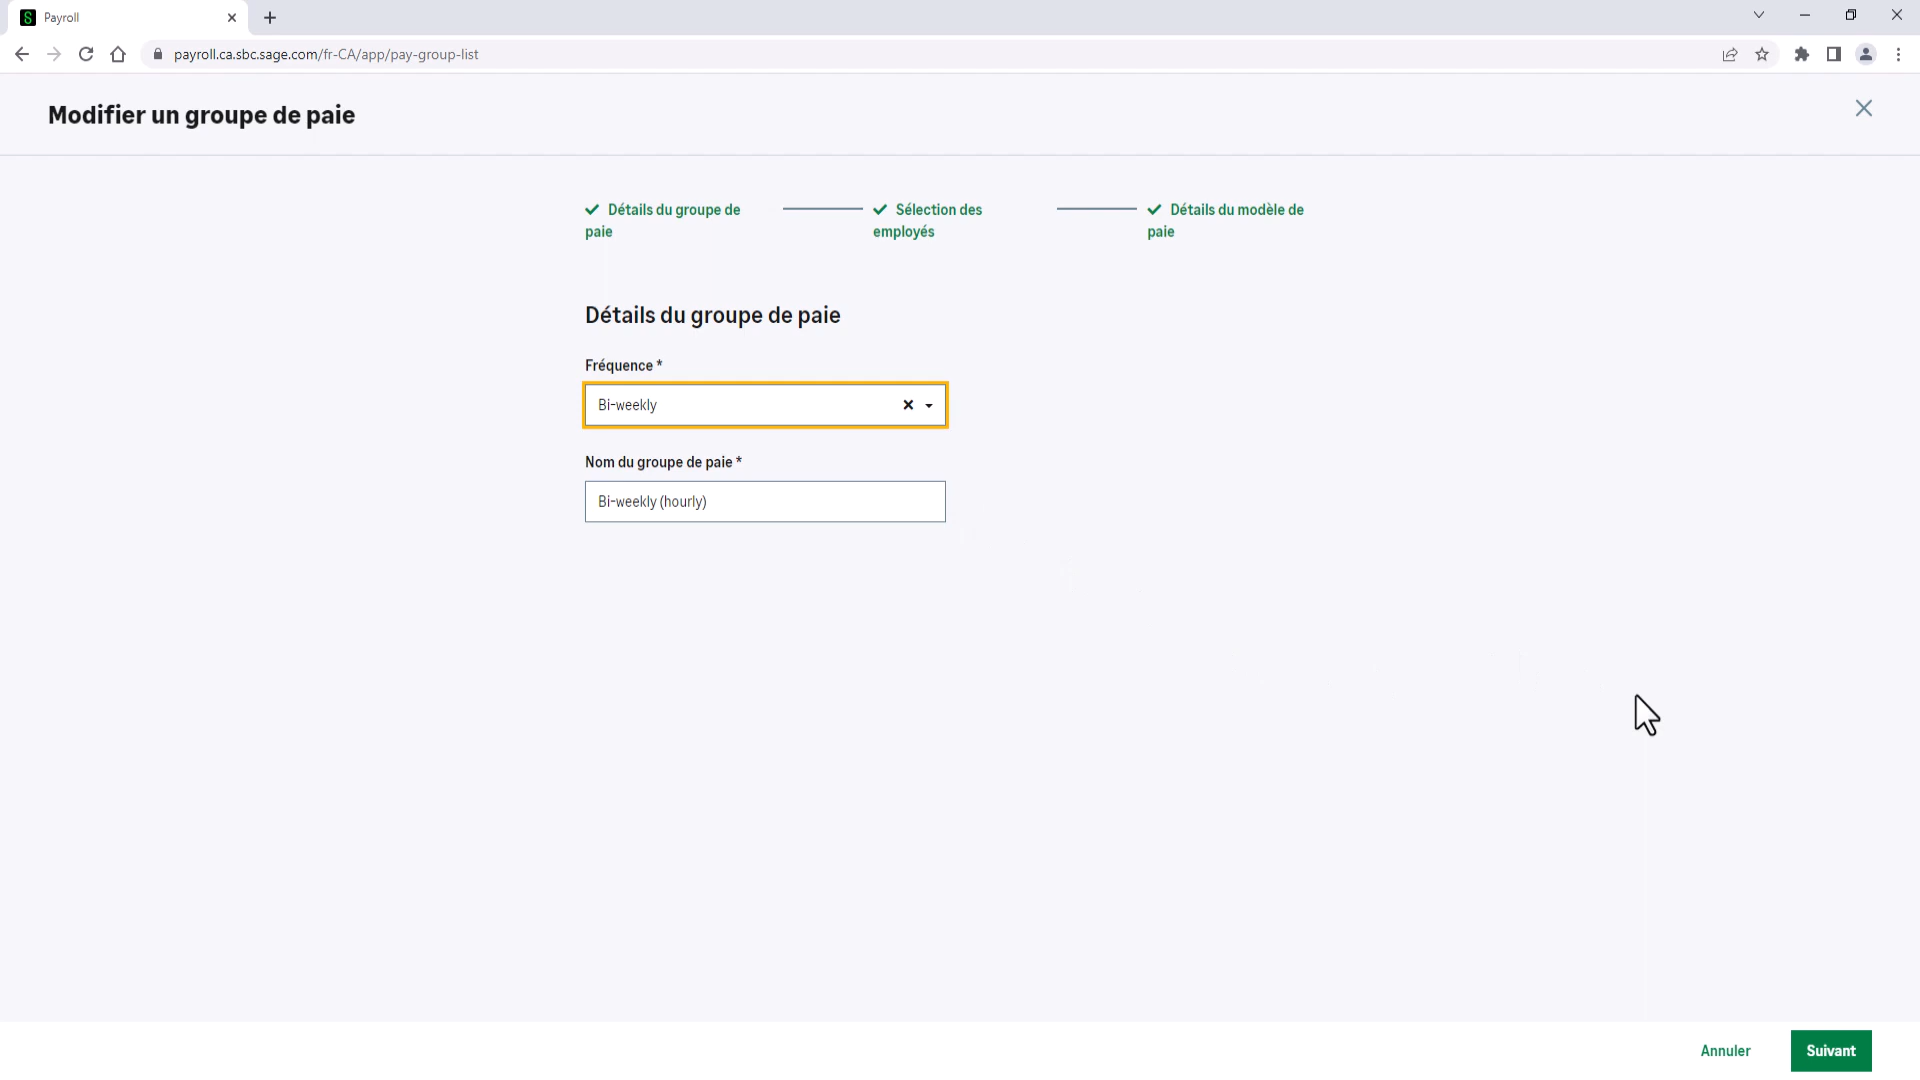 Payroll
payroll.ca.sbc.sage.com/fr-CA/app/pay-group-list
Modifier un groupe de paie
Détails du groupe de
paie
Sélection des
employés
Détails du modèle de
paie
Détails du groupe de paie
Fréquence *
Bi-weekly
Nom du groupe de paie *
Bi-weekly (hourly)
Annuler
Suivant